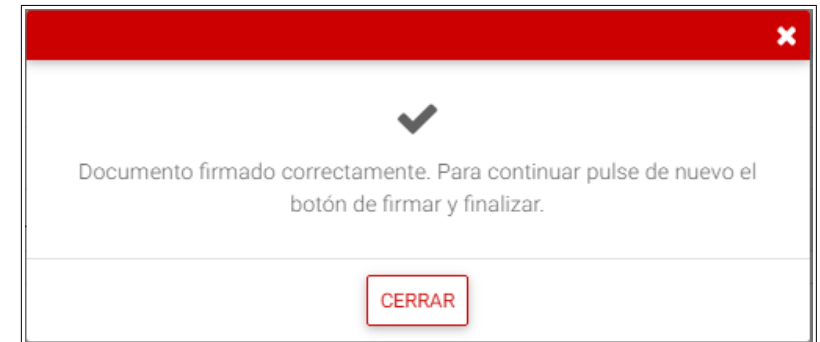 Documento firmado correctamente. Para continuar pulse de nuevo el
botón de firmar y finalizar.
CERRAR